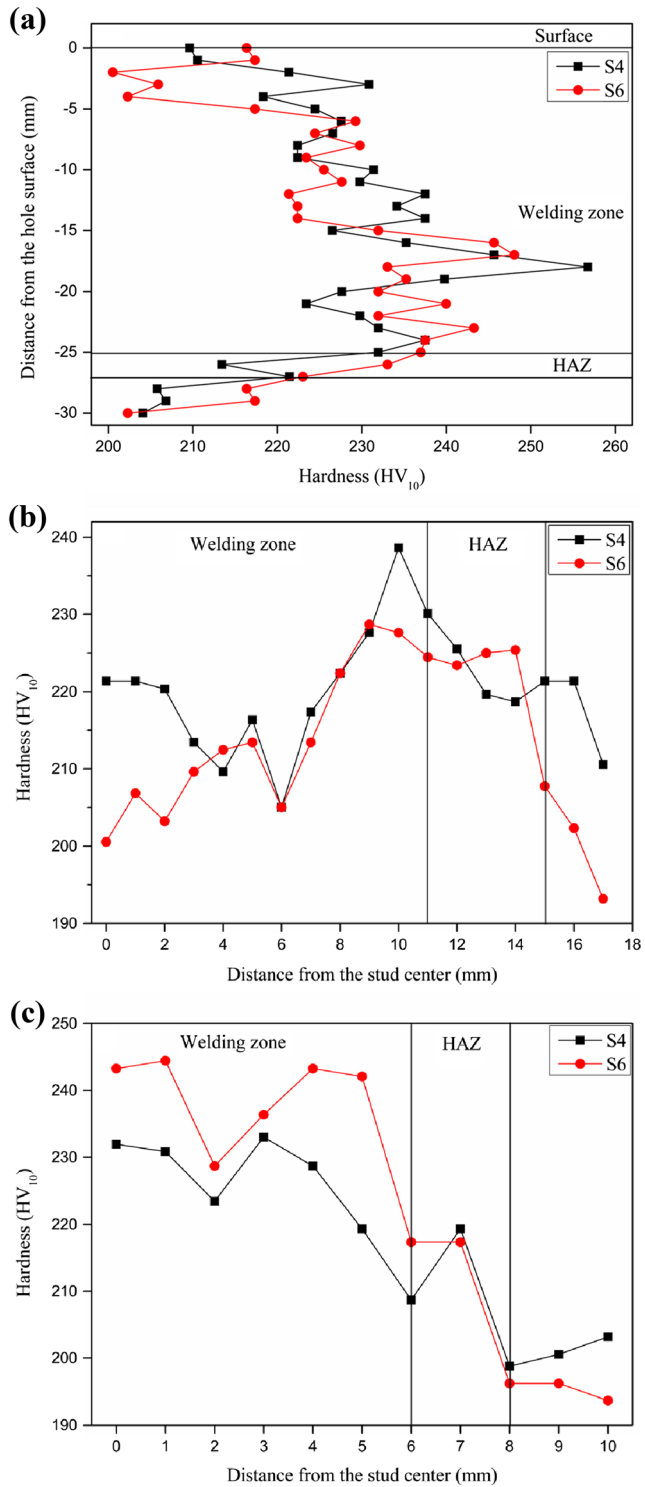 (a)
Surface
S4
S6
Welding zone
HAZ
0
-5
-10
-15
-20
-25
-30
Distance from the hole surface (mm)
200 210 220 230 240 250 260
Hardness (HV10)
(b)
Welding zone HAZ
S4
S6
240
230
220
210
200
190
Hardness (HV10)
0 2 4 6 8 10 12 14 16 18
Distance from the stud center (mm)
(c)
Welding zone HAZ
S4
S6
250
240
230
220
210
200
190
Hardness (HV10)
0 1 2 3 4 5 6 7 8 9 10
Distance from the stud center (mm)